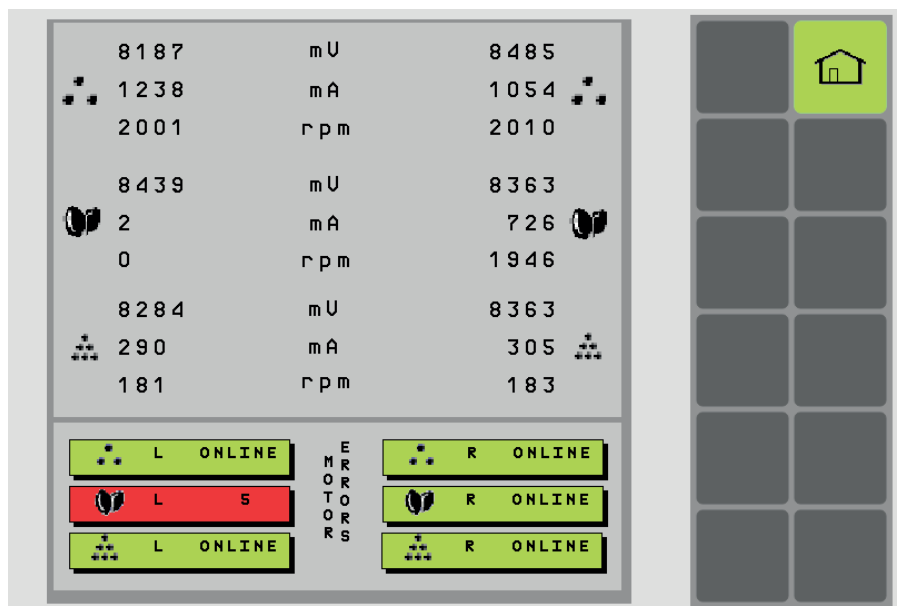 8187 mV 8485
1238 mA 1054
2001 rpm 2010
8439 mV 8363
2 mA 726
0 rpm 1946
8284 mV 8363
290 mA 305
181 rpm 183
L ONLINE
L 5
L ONLINE
MOTOR
ERRORS
R ONLINE
R ONLINE
R ONLINE